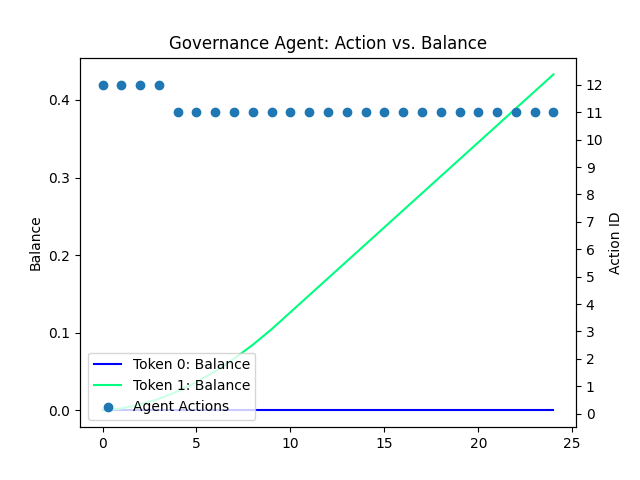 Governance Agent: Action vs. Balance
Balance
0.4
0.3
0.2
0.1
0.0
12
11
10
9
8
7
6
5
4
3
2
1
0
Action ID
Token 0: Balance
Token 1: Balance
Agent Actions
0 5 10 15 20 25